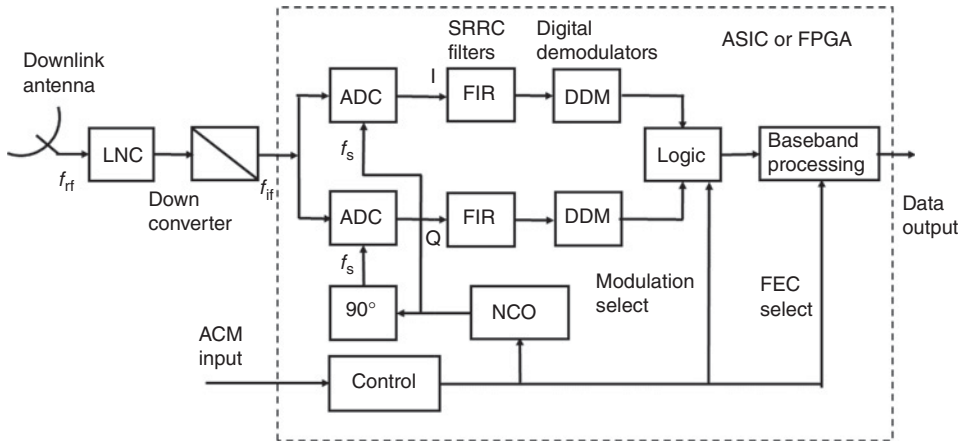 SRRC
filters
Digital
demodulators
ASIC or FPGA
Downlink
antenna
I
ADC
FIR
DDM
LNC
f_s
Logic
Baseband
processing
f_rf
Down
converter
f_if
ADC
FIR
DDM
Data
output
Q
f_s
Modulation
select
FEC
select
90°
NCO
ACM
input
Control